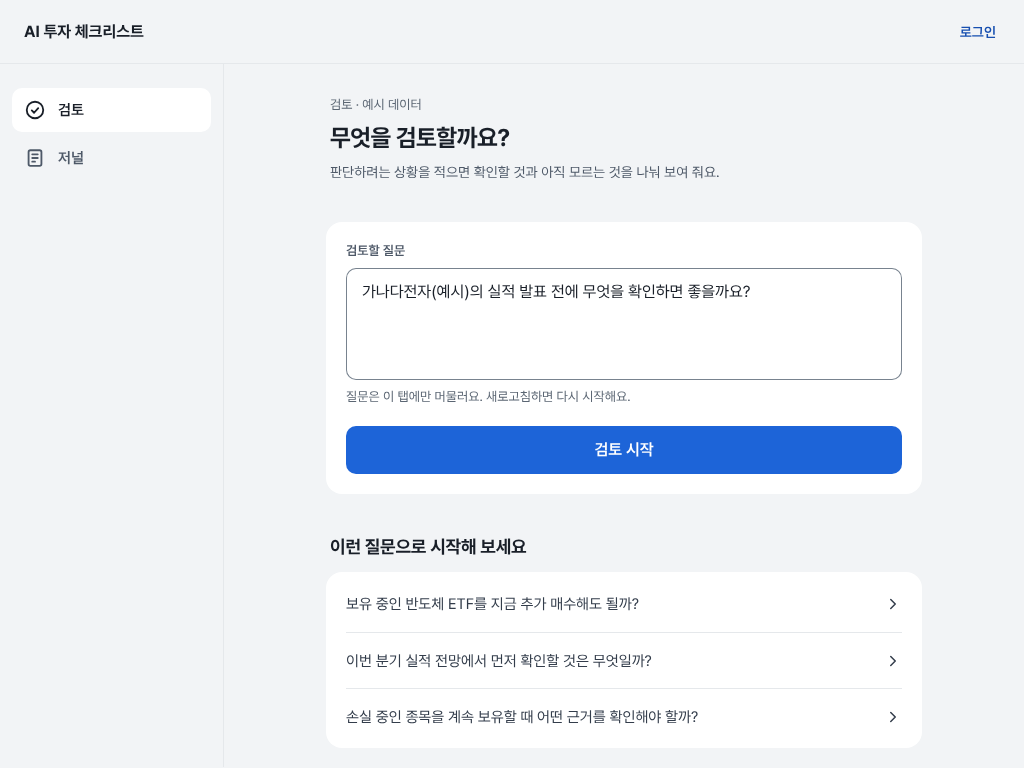 AI 투자 체크리스트
로그인
검토
저널
검토 · 예시 데이터
무엇을 검토할까요?
판단하려는 상황을 적으면 확인할 것과 아직 모르는 것을 나눠 보여 줘요.
검토할 질문
가나다전자(예시)의 실적 발표 전에 무엇을 확인하면 좋을까요?
질문은 이 탭에만 머물러요. 새로고침하면 다시 시작해요.
검토 시작
이런 질문으로 시작해 보세요
보유 중인 반도체 ETF를 지금 추가 매수해도 될까?
이번 분기 실적 전망에서 먼저 확인할 것은 무엇일까?
손실 중인 종목을 계속 보유할 때 어떤 근거를 확인해야 할까?